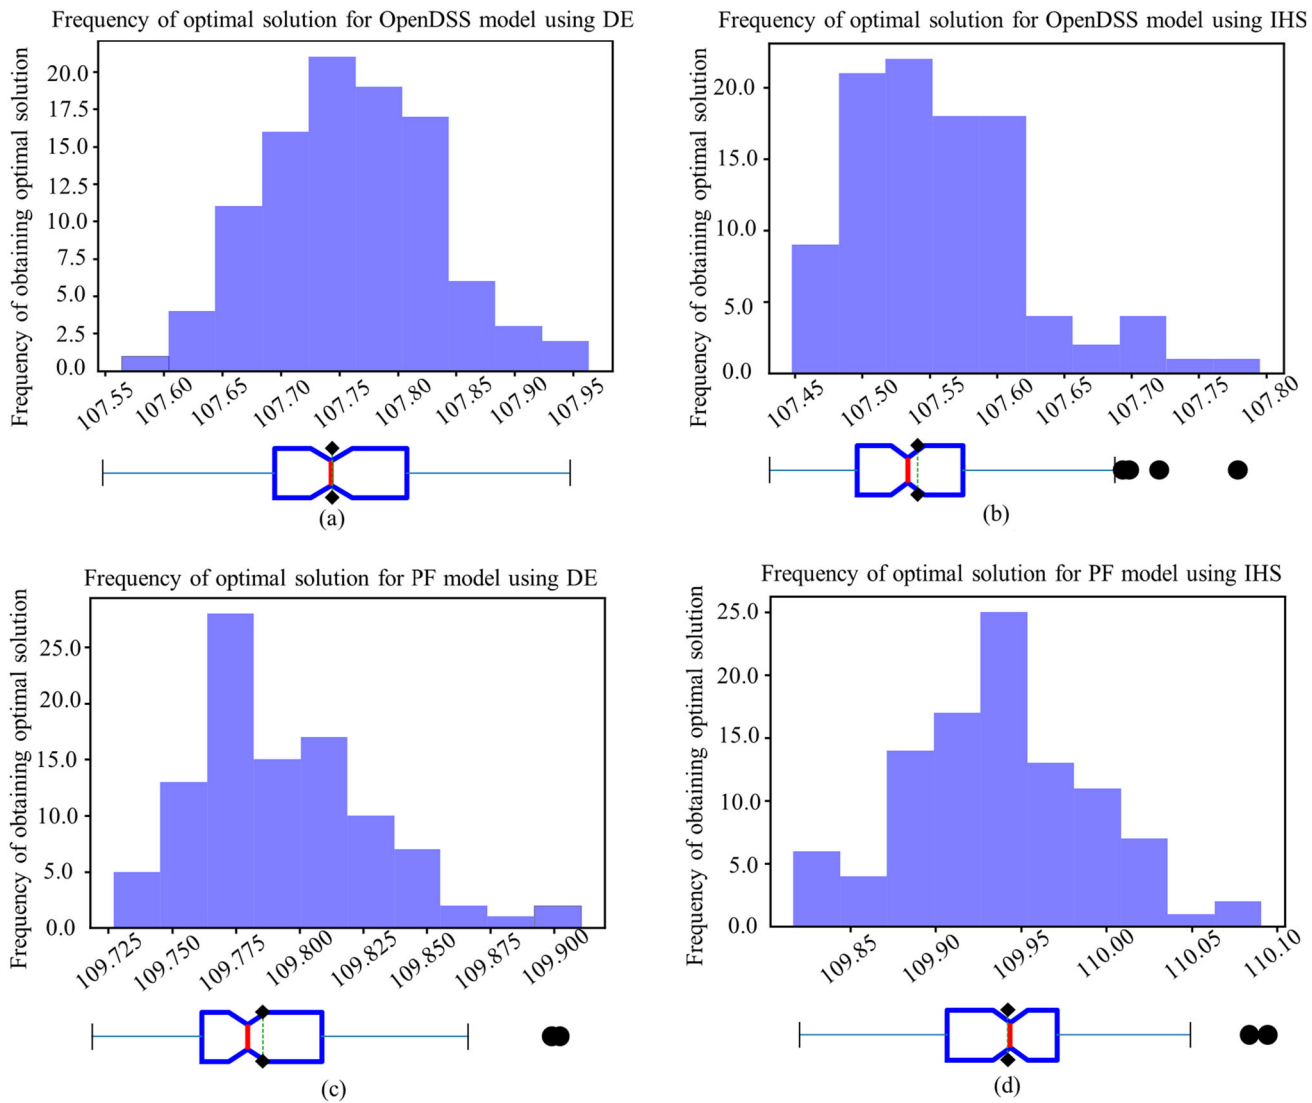 Frequency of optimal solution for OpenDSS model using DE
Frequency of obtaining optimal solution
20.0
17.5
15.0
12.5
10.0
7.5
5.0
2.5
0.0
107.55 107.60 107.65 107.70 107.75 107.80 107.85 107.90 107.95
(a)
Frequency of optimal solution for OpenDSS model using IHS
Frequency of obtaining optimal solution
20.0
15.0
10.0
5.0
0.0
107.45 107.50 107.55 107.60 107.65 107.70 107.75 107.80
(b)
Frequency of optimal solution for PF model using DE
Frequency of obtaining optimal solution
25.0
20.0
15.0
10.0
5.0
0.0
109.725 109.750 109.775 109.800 109.825 109.850 109.875 109.900
(c)
Frequency of optimal solution for PF model using IHS
Frequency of obtaining optimal solution
25.0
20.0
15.0
10.0
5.0
0.0
109.85 109.90 109.95 110.00 110.05 110.10
(d)